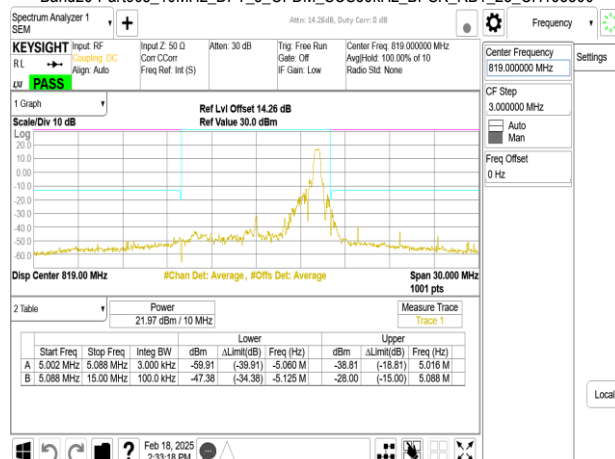 Spectrum Analyzer 1
SEM
Attn: 14.26dB, Duty Corr: 0 dB
Frequency
KEYSIGHT
RL
LXI
PASS
Input: RF
Coupling: DC
Align: Auto
Input Z: 50 Ω
Corr CCorr
Freq Ref: Int (S)
Atten: 30 dB
Trig: Free Run
Gate: Off
IF Gain: Low
Center Freq: 819.000000 MHz
Avg|Hold: 100.00% of 10
Radio Std: None
Center Frequency
819.000000 MHz
Settings
CF Step
3.000000 MHz
Auto
Man
Freq Offset
0 Hz
1 Graph
Scale/Div 10 dB
Ref Lvl Offset 14.26 dB
Ref Value 30.0 dBm
Log
20.0
10.0
0.00
-10.0
-20.0
-30.0
-40.0
-50.0
-60.0
Disp Center 819.00 MHz
#Chan Det: Average, #Offs Det: Average
Span 30.000 MHz
1001 pts
2 Table
Power
21.97 dBm / 10 MHz
Measure Trace
Trace 1
Lower Upper
Start Freq Stop Freq Integ BW dBm ΔLimit(dB) Freq (Hz) dBm ΔLimit(dB) Freq (Hz)
A 5.002 MHz 5.088 MHz 3.000 kHz -59.91 (-39.91) -5.060 M -38.81 (-18.81) 5.016 M
B 5.088 MHz 15.00 MHz 100.0 kHz -47.38 (-34.38) -5.125 M -28.00 (-15.00) 5.088 M
Local
?
Feb 18, 2025
2:33:18 PM